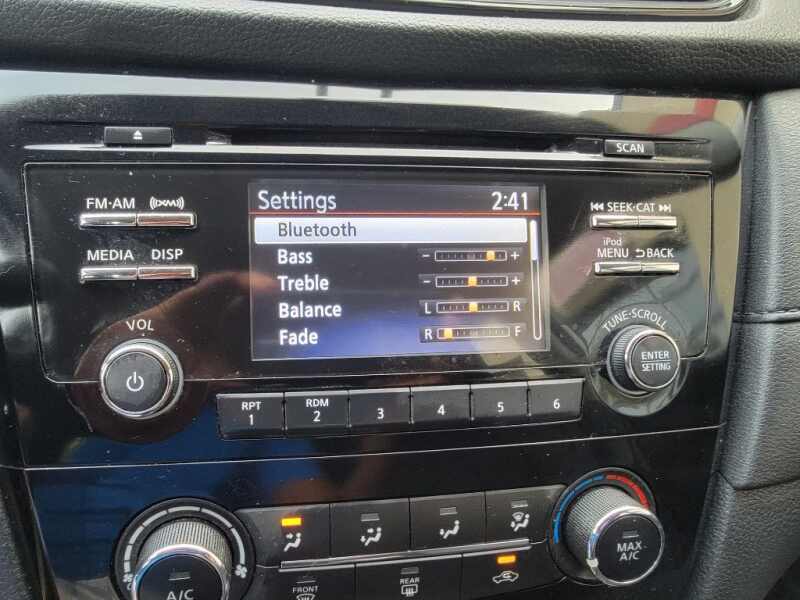 SCAN
FM·AM
((XM))
Settings 2:41
Bluetooth
Bass - +
Treble - +
Balance L R
Fade R F
SEEK·CAT
iPod
MENU BACK
MEDIA DISP
VOL
TUNE·SCROLL
ENTER
SETTING
RPT
1
RDM
2
3
4
5
6
A/C
FRONT
REAR
MAX
A/C